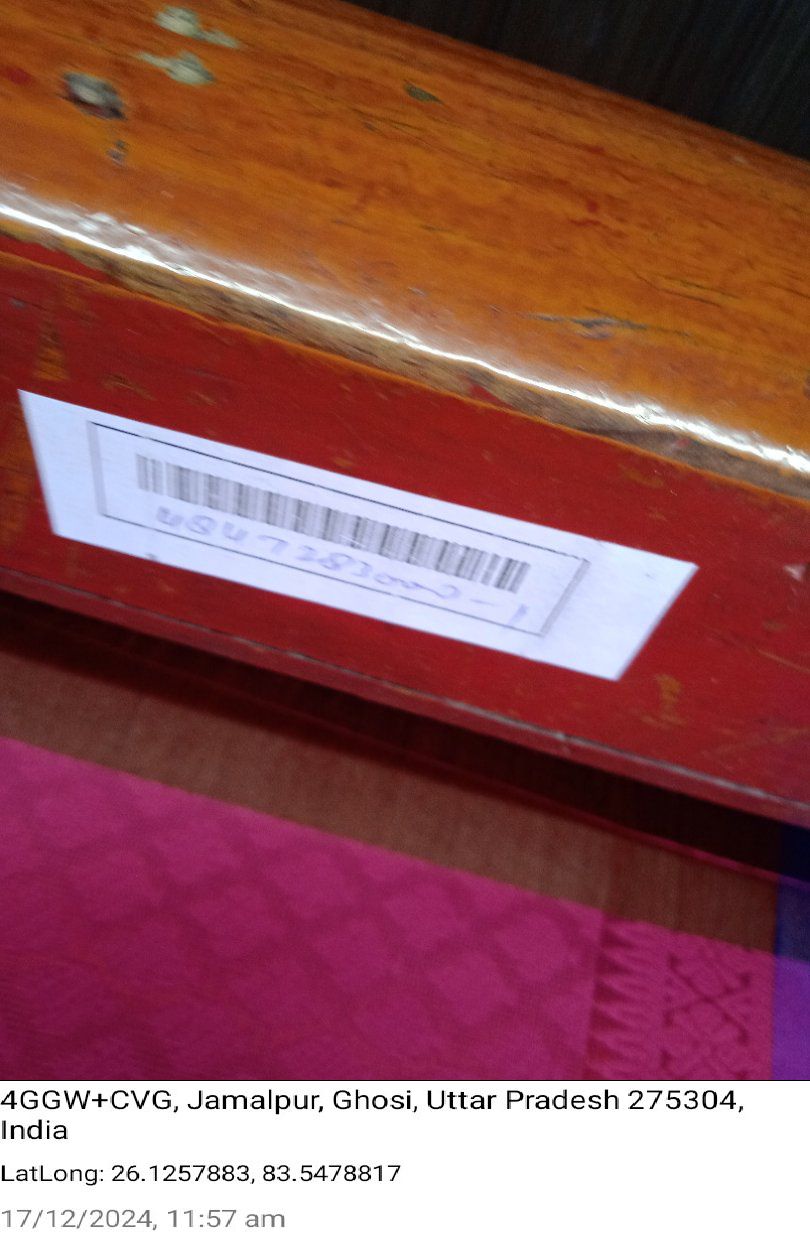 4GGW+CVG, Jamalpur, Ghosi, Uttar Pradesh 275304,
India
LatLong: 26.1257883, 83.5478817
17/12/2024, 11:57 am